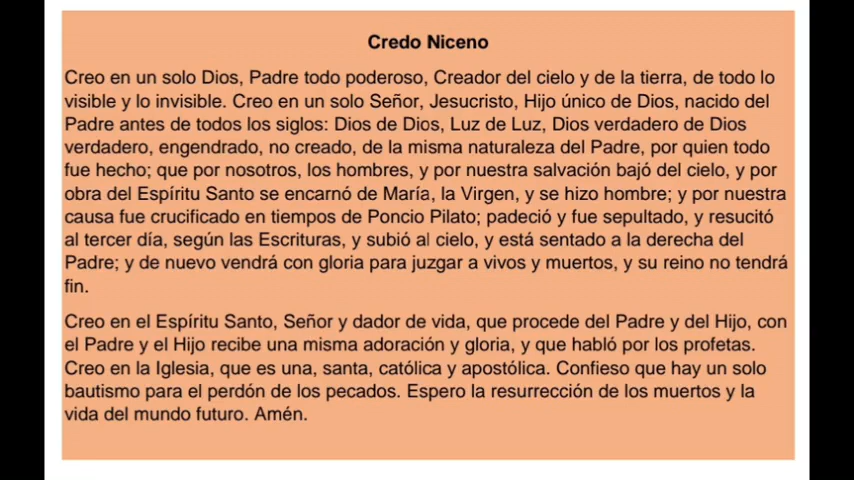 Credo Niceno
Creo en un solo Dios, Padre todo poderoso, Creador del cielo y de la tierra, de todo lo
visible y lo invisible. Creo en un solo Señor, Jesucristo, Hijo único de Dios, nacido del
Padre antes de todos los siglos: Dios de Dios, Luz de Luz, Dios verdadero de Dios
verdadero, engendrado, no creado, de la misma naturaleza del Padre, por quien todo
fue hecho; que por nosotros, los hombres, y por nuestra salvación bajó del cielo, y por
obra del Espíritu Santo se encarnó de María, la Virgen, y se hizo hombre; y por nuestra
causa fue crucificado en tiempos de Poncio Pilato; padeció y fue sepultado, y resucitó
al tercer día, según las Escrituras, y subió al cielo, y está sentado a la derecha del
Padre; y de nuevo vendrá con gloria para juzgar a vivos y muertos, y su reino no tendrá
fin.
Creo en el Espíritu Santo, Señor y dador de vida, que procede del Padre y del Hijo, con
el Padre y el Hijo recibe una misma adoración y gloria, y que habló por los profetas.
Creo en la Iglesia, que es una, santa, católica y apostólica. Confieso que hay un solo
bautismo para el perdón de los pecados. Espero la resurrección de los muertos y la
vida del mundo futuro. Amén.